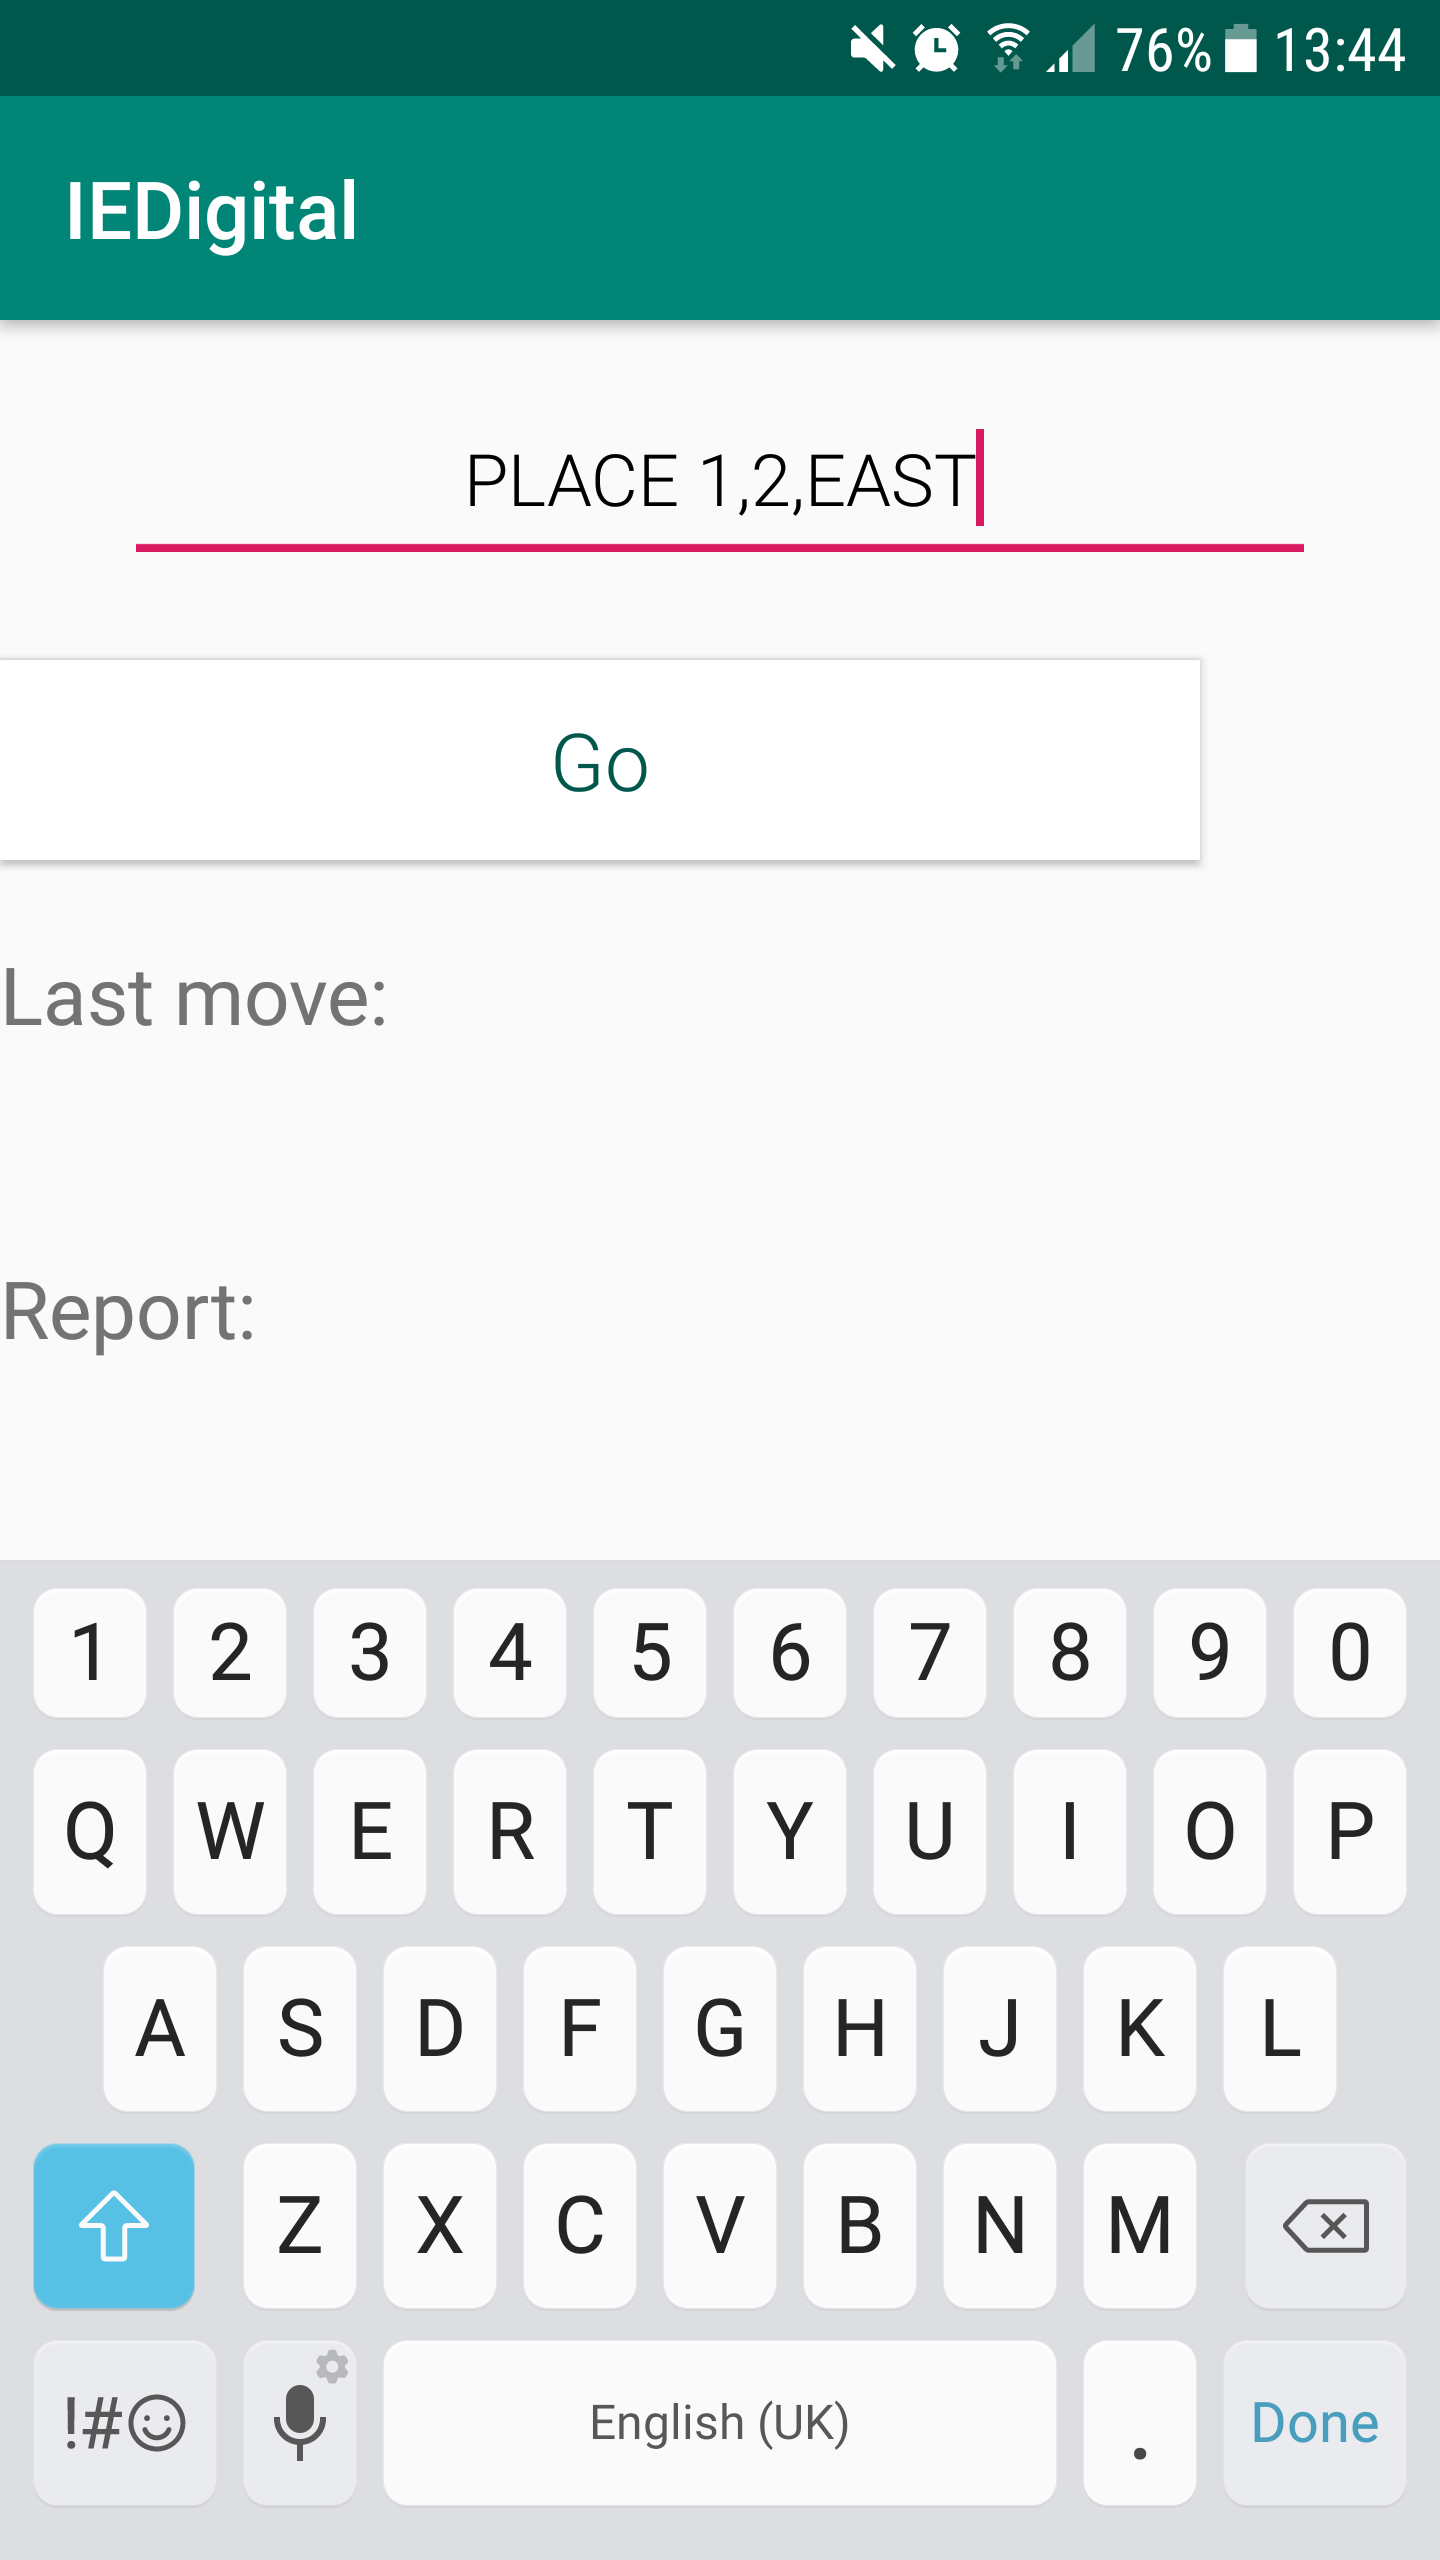 76% 13:44
IEDigital
PLACE 1,2,EAST
Go
Last move:
Report:
1 2 3 4 5 6 7 8 9 0
Q W E R T Y U I O P
A S D F G H J K L
Z X C V B N M
!#☺ English (UK) . Done